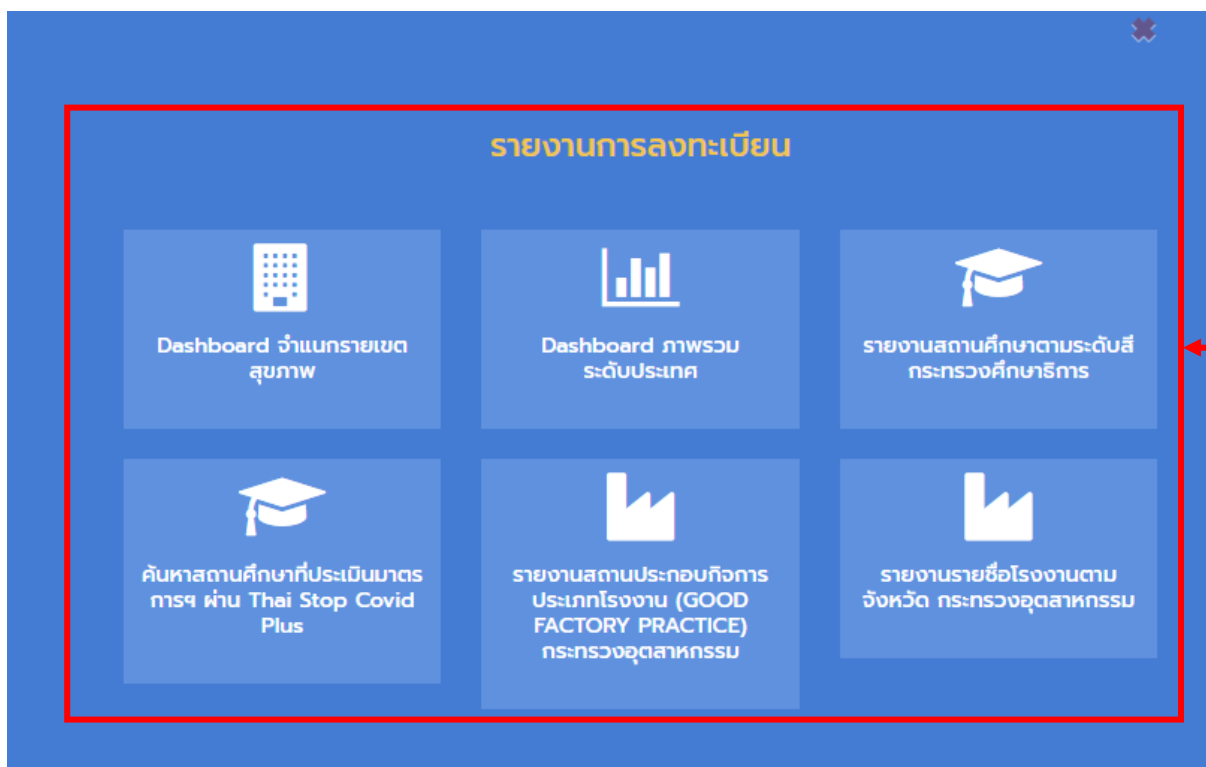 รายงานการลงทะเบียน
Dashboard จำแนกรายเขต
สุขภาพ
Dashboard ภาพรวม
ระดับประเทศ
รายงานสถานศึกษาตามระดับสี
กระทรวงศึกษาธิการ
ค้นหาสถานศึกษาที่ประเมินมาตร
การฯ ผ่าน Thai Stop Covid
Plus
รายงานสถานประกอบกิจการ
ประเภทโรงงาน (GOOD
FACTORY PRACTICE)
กระทรวงอุตสาหกรรม
รายงานรายชื่อโรงงานตาม
จังหวัด กระทรวงอุตสาหกรรม